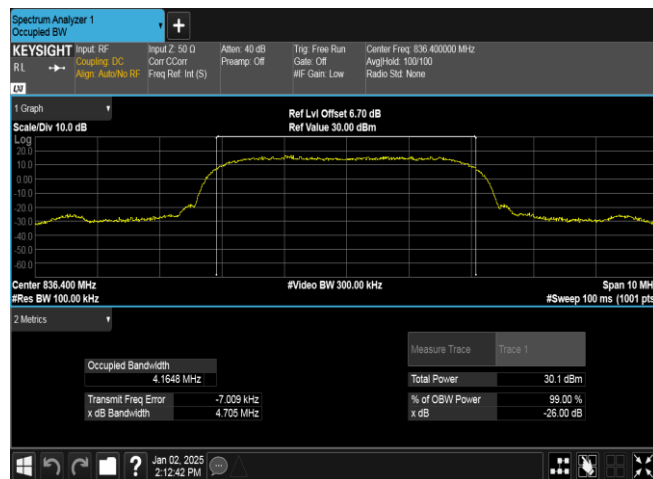 Spectrum Analyzer 1
Occupied BW
+
KEYSIGHT Input: RF Input Z: 50 Ω Atten: 40 dB Trig: Free Run Center Freq: 836.400000 MHz
RL Coupling: DC Corr CCorr Preamp: Off Gate: Off Avg|Hold: 100/100
Align: Auto/No RF Freq Ref: Int (S) #IF Gain: Low Radio Std: None
LXI
1 Graph
Ref Lvl Offset 6.70 dB
Scale/Div 10.0 dB Ref Value 30.00 dBm
Log
20.0
10.0
0.00
-10.0
-20.0
-30.0
-40.0
-50.0
-60.0
Center 836.400 MHz #Video BW 300.00 kHz Span 10 MH
#Res BW 100.00 kHz #Sweep 100 ms (1001 pts
2 Metrics
Measure Trace Trace 1
Occupied Bandwidth
4.1648 MHz
Total Power 30.1 dBm
Transmit Freq Error -7.009 kHz % of OBW Power 99.00 %
x dB Bandwidth 4.705 MHz x dB -26.00 dB
? Jan 02, 2025
2:12:42 PM